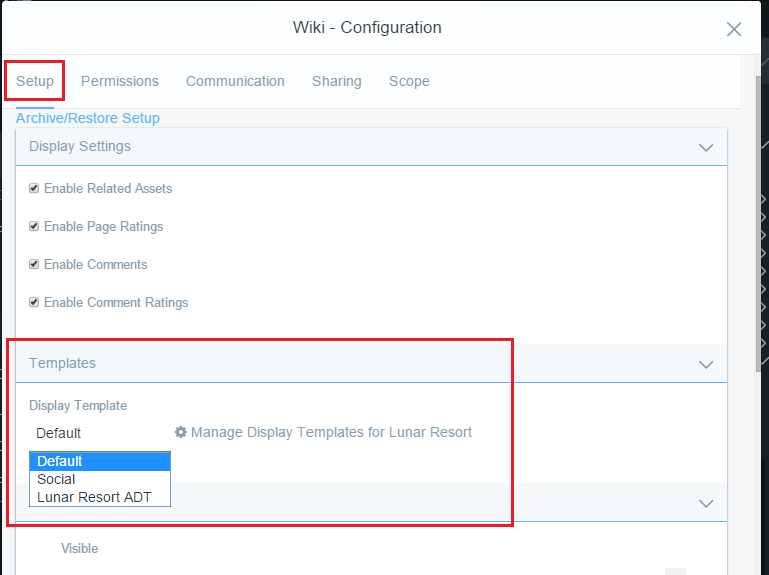 Wiki - Configuration
Setup Permissions Communication Sharing Scope
Archive/Restore Setup
Display Settings
Enable Related Assets
Enable Page Ratings
Enable Comments
Enable Comment Ratings
Templates
Display Template
Default Manage Display Templates for Lunar Resort
Default
Social
Lunar Resort ADT
Visible